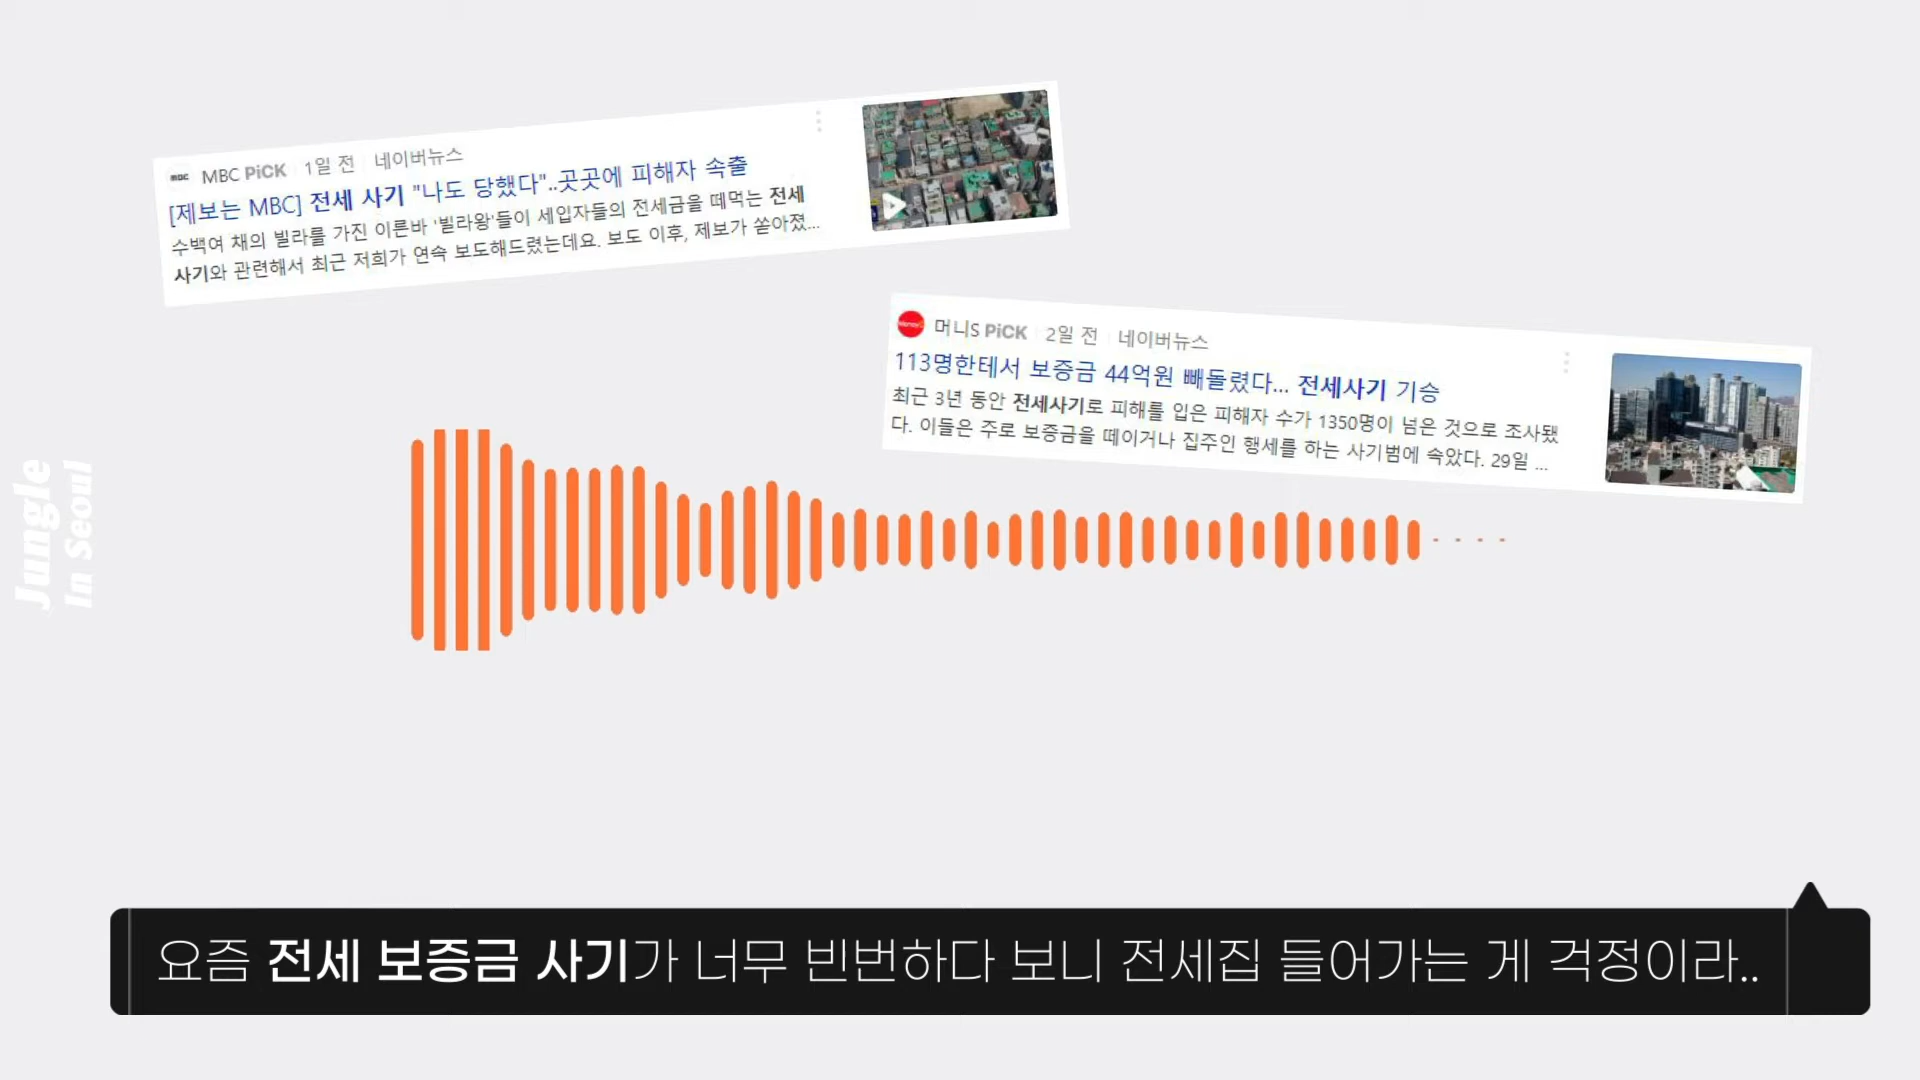 MBC PiCK 1일 전 네이버뉴스
[제보는 MBC] 전세 사기 "나도 당했다"..곳곳에 피해자 속출
수백여 채의 빌라를 가진 이른바 '빌라왕'들이 세입자들의 전세금을 떼먹는 전세
사기와 관련해서 최근 저희가 연속 보도해드렸는데요. 보도 이후, 제보가 쏟아졌...
머니S PiCK 2일 전 네이버뉴스
113명한테서 보증금 44억원 빼돌렸다... 전세사기 기승
최근 3년 동안 전세사기로 피해를 입은 피해자 수가 1350명이 넘은 것으로 조사됐
다. 이들은 주로 보증금을 떼이거나 집주인 행세를 하는 사기범에 속았다. 29일 ...
Jungle
In Seoul
요즘 전세 보증금 사기가 너무 빈번하다 보니 전세집 들어가는 게 걱정이라..